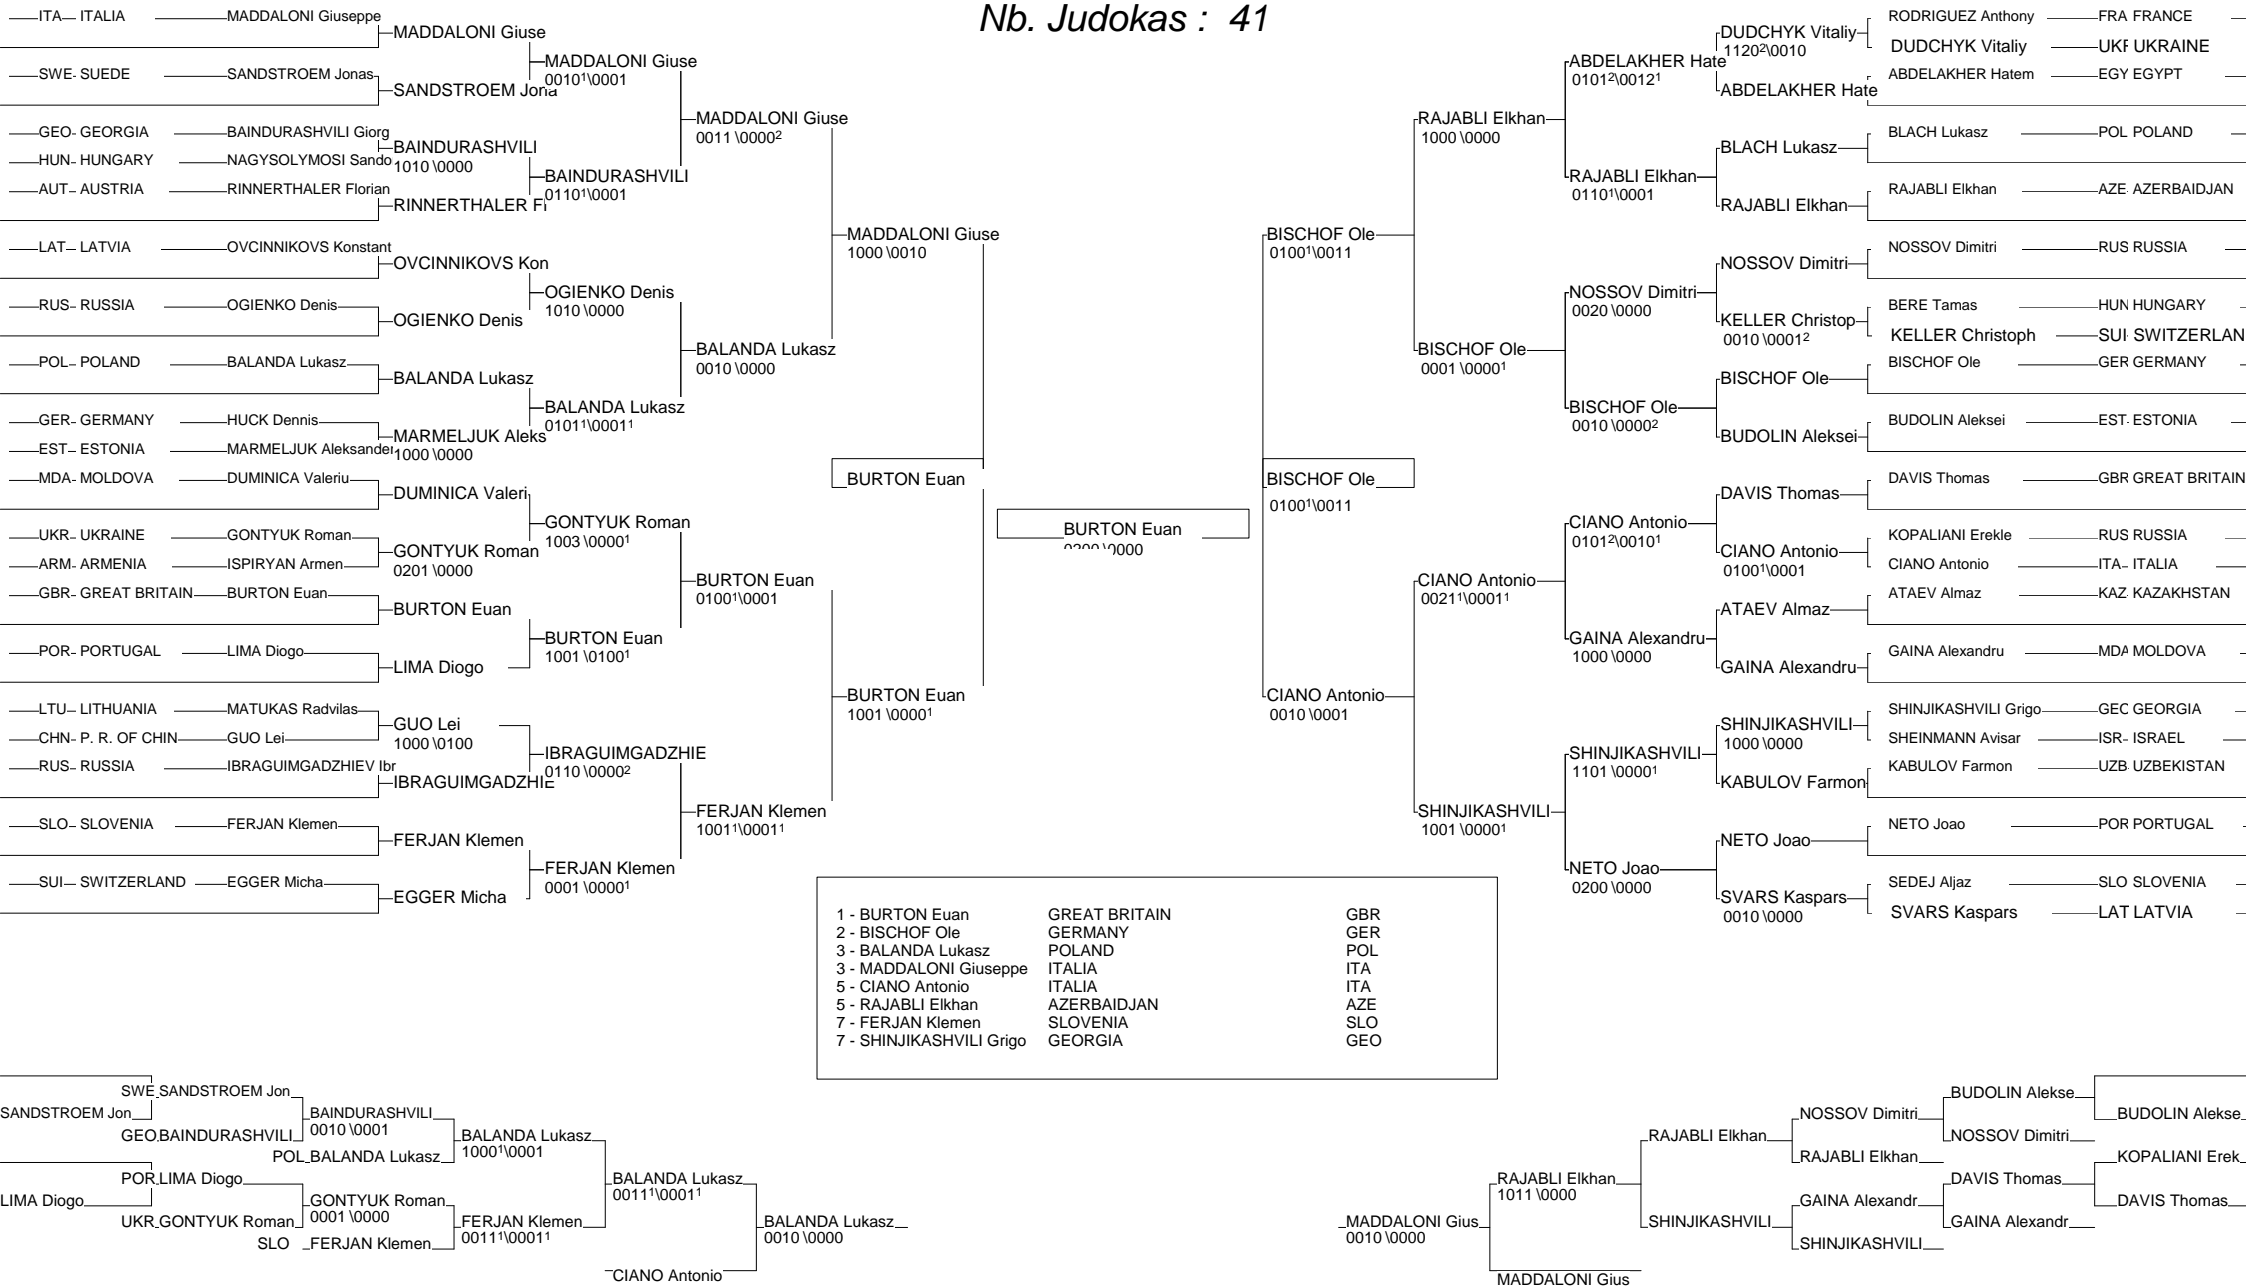 Nb. Judokas : 41
ITA ITALIA MADDALONI Giuseppe
SWE SUEDE SANDSTROEM Jonas
GEO GEORGIA BAINDURASHVILI Giorg
HUN HUNGARY NAGYSOLYMOSI Sando
AUT AUSTRIA RINNERTHALER Florian
LAT LATVIA OVCINNIKOVS Konstant
RUS RUSSIA OGIENKO Denis
POL POLAND BALANDA Lukasz
GER GERMANY HUCK Dennis
EST ESTONIA MARMELJUK Aleksander
MDA MOLDOVA DUMINICA Valeriu
UKR UKRAINE GONTYUK Roman
ARM ARMENIA ISPIRYAN Armen
GBR GREAT BRITAIN BURTON Euan
POR PORTUGAL LIMA Diogo
LTU LITHUANIA MATUKAS Radvilas
CHN P. R. OF CHIN GUO Lei
RUS RUSSIA IBRAGUIMGADZHIEV Ibr
SLO SLOVENIA FERJAN Klemen
SUI SWITZERLAND EGGER Micha
MADDALONI Giuse
SANDSTROEM Jona
BAINDURASHVILI
1010 \0000
RINNERTHALER Fl
OVCINNIKOVS Kon
OGIENKO Denis
BALANDA Lukasz
MARMELJUK Aleks
1000 \0000
DUMINICA Valeri
GONTYUK Roman
0201 \0000
BURTON Euan
LIMA Diogo
GUO Lei
1000 \0100
IBRAGUIMGADZHIE
FERJAN Klemen
EGGER Micha
MADDALONI Giuse
0010¹\0001
BAINDURASHVILI
0110¹\0001
OGIENKO Denis
1010 \0000
BALANDA Lukasz
0101¹\0001¹
GONTYUK Roman
1003 \0000¹
BURTON Euan
1001 \0100¹
IBRAGUIMGADZHIE
0110 \0000²
FERJAN Klemen
0001 \0000¹
MADDALONI Giuse
0011 \0000²
BALANDA Lukasz
0010 \0000
BURTON Euan
0100¹\0001
FERJAN Klemen
1001¹\0001¹
MADDALONI Giuse
1000 \0010
BURTON Euan
1001 \0000¹
BURTON Euan
BURTON Euan
0200 \0000
BISCHOF Ole
0100¹\0011
BISCHOF Ole
0100¹\0011
CIANO Antonio
0010 \0001
RAJABLI Elkhan
1000 \0000
BISCHOF Ole
0001 \0000¹
CIANO Antonio
0021¹\0001¹
SHINJIKASHVILI
1001 \0000¹
ABDELAKHER Hate
0101²\0012¹
RAJABLI Elkhan
0110¹\0001
NOSSOV Dimitri
0020 \0000
BISCHOF Ole
0010 \0000²
CIANO Antonio
0101²\0010¹
GAINA Alexandru
1000 \0000
SHINJIKASHVILI
1101 \0000¹
NETO Joao
0200 \0000
DUDCHYK Vitaliy
1120²\0010
ABDELAKHER Hate
BLACH Lukasz
RAJABLI Elkhan
NOSSOV Dimitri
KELLER Christop
0010 \0001²
BISCHOF Ole
BUDOLIN Aleksei
DAVIS Thomas
CIANO Antonio
0100¹\0001
ATAEV Almaz
GAINA Alexandru
SHINJIKASHVILI
1000 \0000
KABULOV Farmon
NETO Joao
SVARS Kaspars
0010 \0000
RODRIGUEZ Anthony FRA FRANCE
DUDCHYK Vitaliy UKR UKRAINE
ABDELAKHER Hatem EGY EGYPT
BLACH Lukasz POL POLAND
RAJABLI Elkhan AZE AZERBAIDJAN
NOSSOV Dimitri RUS RUSSIA
BERE Tamas HUN HUNGARY
KELLER Christoph SUI SWITZERLAN
BISCHOF Ole GER GERMANY
BUDOLIN Aleksei EST ESTONIA
DAVIS Thomas GBR GREAT BRITAIN
KOPALIANI Erekle RUS RUSSIA
CIANO Antonio ITA ITALIA
ATAEV Almaz KAZ KAZAKHSTAN
GAINA Alexandru MDA MOLDOVA
SHINJIKASHVILI Grigo GEO GEORGIA
SHEINMANN Avisar ISR ISRAEL
KABULOV Farmon UZB UZBEKISTAN
NETO Joao POR PORTUGAL
SEDEJ Aljaz SLO SLOVENIA
SVARS Kaspars LAT LATVIA
1 - BURTON Euan GREAT BRITAIN GBR
2 - BISCHOF Ole GERMANY GER
3 - BALANDA Lukasz POLAND POL
3 - MADDALONI Giuseppe ITALIA ITA
5 - CIANO Antonio ITALIA ITA
5 - RAJABLI Elkhan AZERBAIDJAN AZE
7 - FERJAN Klemen SLOVENIA SLO
7 - SHINJIKASHVILI Grigo GEORGIA GEO
SWE SANDSTROEM Jon
SANDSTROEM Jon
GEO BAINDURASHVILI
POR LIMA Diogo
LIMA Diogo
UKR GONTYUK Roman
BAINDURASHVILI
0010 \0001
POL BALANDA Lukasz
GONTYUK Roman
0001 \0000
SLO FERJAN Klemen
BALANDA Lukasz
1000¹\0001
FERJAN Klemen
0011¹\0001¹
BALANDA Lukasz
0011¹\0001¹
CIANO Antonio
BALANDA Lukasz
0010 \0000
MADDALONI Gius
0010 \0000
RAJABLI Elkhan
1011 \0000
MADDALONI Gius
RAJABLI Elkhan
SHINJIKASHVILI
NOSSOV Dimitri
RAJABLI Elkhan
GAINA Alexandr
SHINJIKASHVILI
BUDOLIN Alekse
NOSSOV Dimitri
DAVIS Thomas
GAINA Alexandr
BUDOLIN Alekse
KOPALIANI Erek
DAVIS Thomas